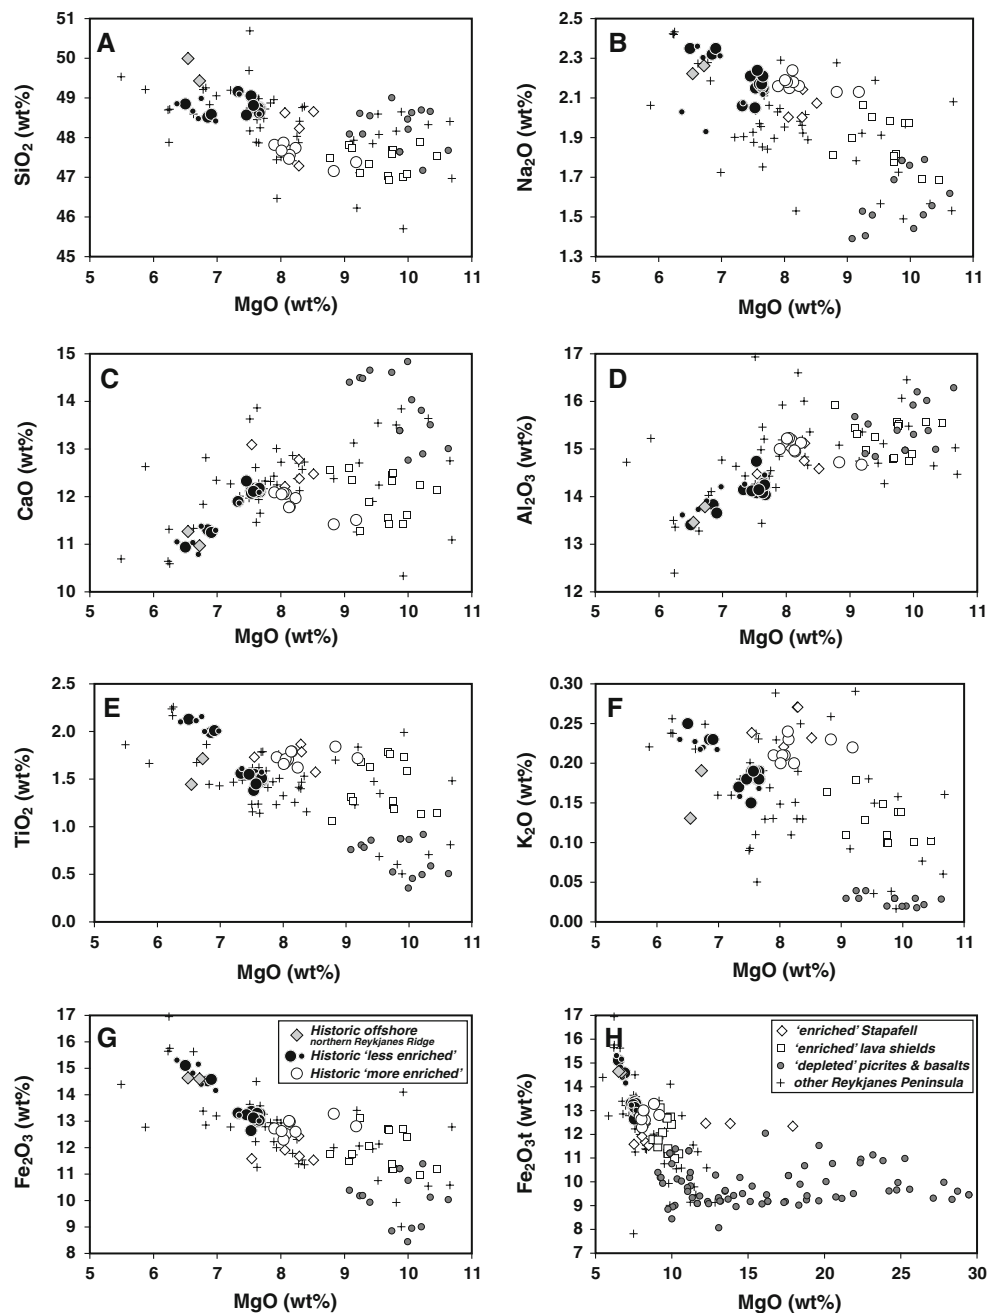 A
SiO2 (wt%)
51
50
49
48
47
46
45
5 6 7 8 9 10 11
MgO (wt%)
B
Na2O (wt%)
2.5
2.3
2.1
1.9
1.7
1.5
1.3
5 6 7 8 9 10 11
MgO (wt%)
C
CaO (wt%)
15
14
13
12
11
10
5 6 7 8 9 10 11
MgO (wt%)
D
Al2O3 (wt%)
17
16
15
14
13
12
5 6 7 8 9 10 11
MgO (wt%)
E
TiO2 (wt%)
2.5
2.0
1.5
1.0
0.5
0.0
5 6 7 8 9 10 11
MgO (wt%)
F
K2O (wt%)
0.30
0.25
0.20
0.15
0.10
0.05
0.00
5 6 7 8 9 10 11
MgO (wt%)
G
Fe2O3 (wt%)
17
16
15
14
13
12
11
10
9
8
Historic offshore
northern Reykjanes Ridge
Historic ‘less enriched’
Historic ‘more enriched’
5 6 7 8 9 10 11
MgO (wt%)
H
Fe2O3t (wt%)
17
16
15
14
13
12
11
10
9
8
7
‘enriched’ Stapafell
‘enriched’ lava shields
‘depleted’ picrites & basalts
other Reykjanes Peninsula
5 10 15 20 25 30
MgO (wt%)